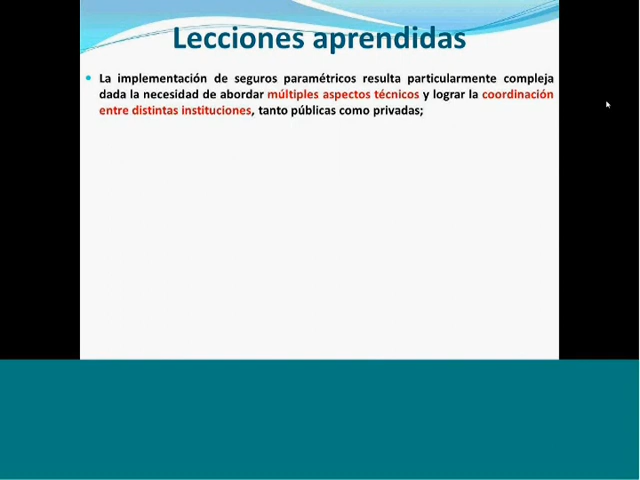 Lecciones aprendidas
La implementación de seguros paramétricos resulta particularmente compleja
dada la necesidad de abordar múltiples aspectos técnicos y lograr la coordinación
entre distintas instituciones, tanto públicas como privadas;